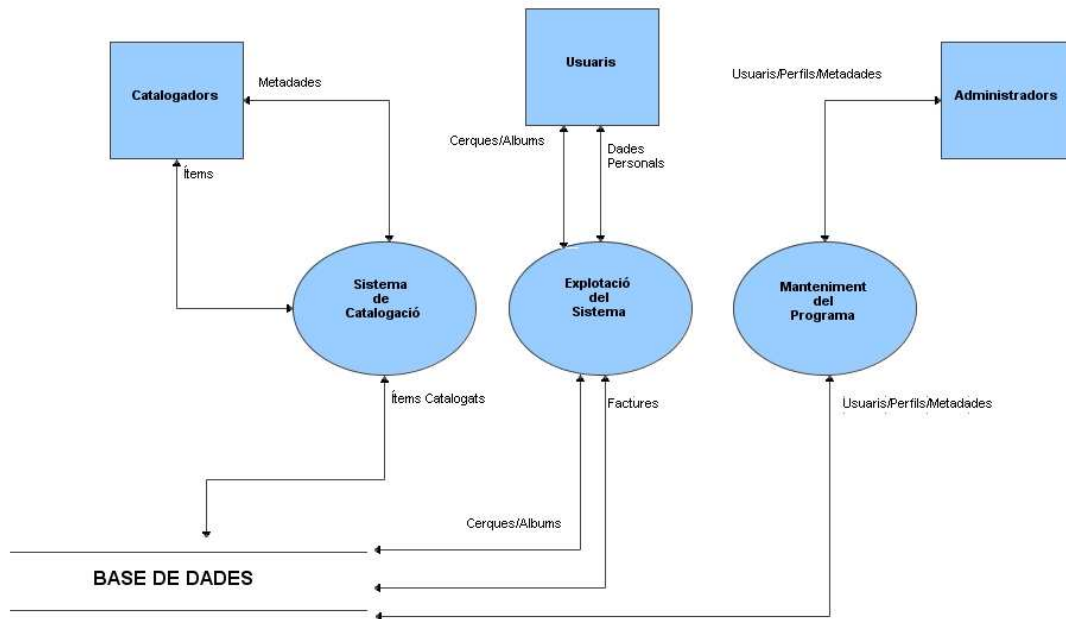 Catalogadors
Metadades
Usuaris
Usuaris/Perfils/Metadades
Administradors
Cerques/Albums
Dades
Personals
Ítems
Sistema
de
Catalogació
Explotació
del
Sistema
Manteniment
del
Programa
Ítems Catalogats
Factures
Usuaris/Perfils/Metadades
Cerques/Albums
BASE DE DADES